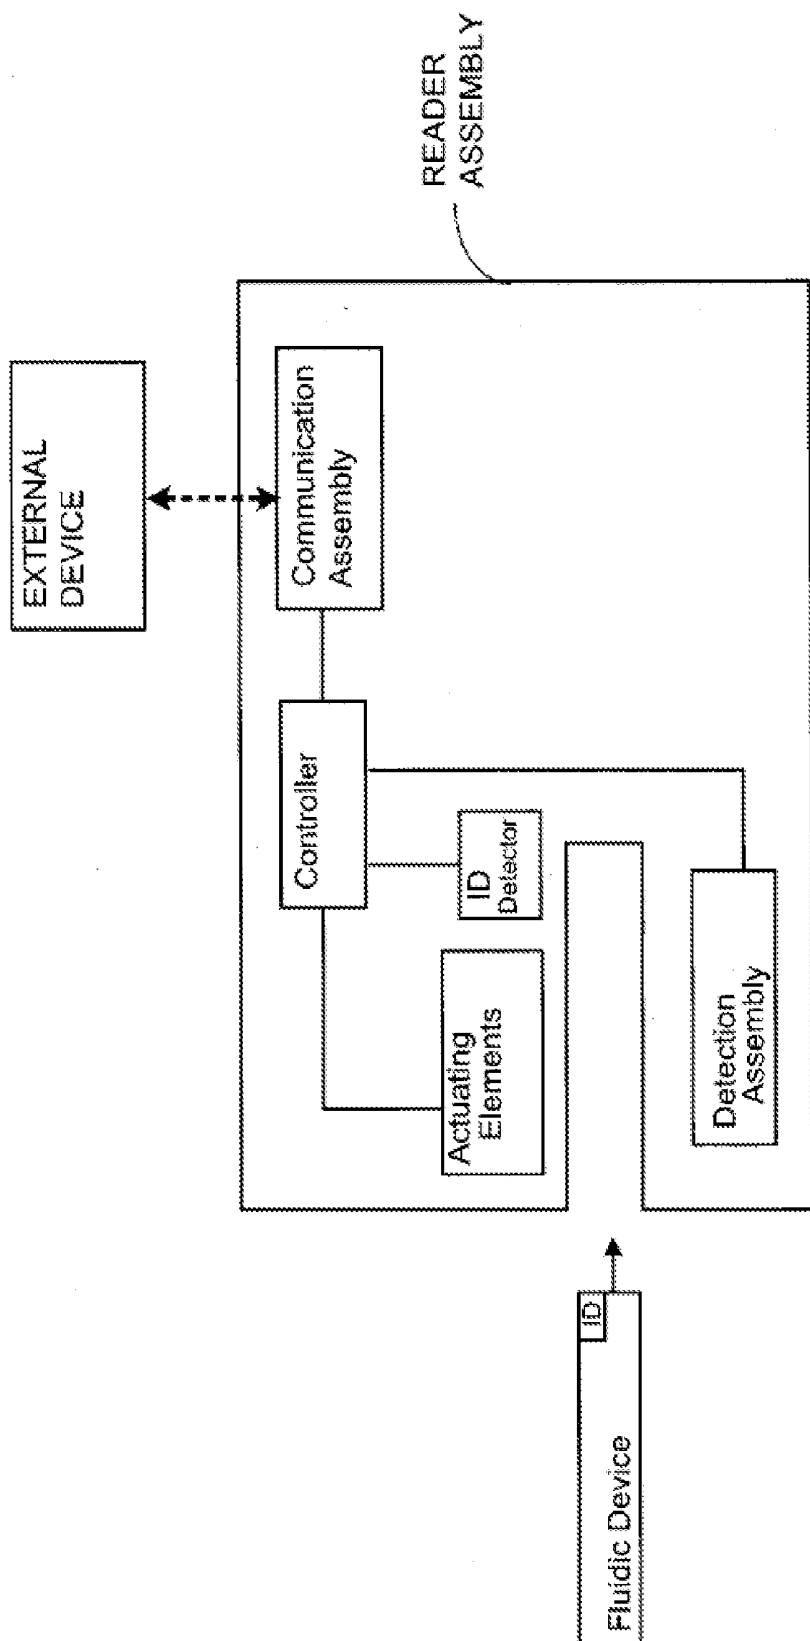 EXTERNAL
DEVICE
READER
ASSEMBLY
Communication
Assembly
Controller
ID
Detector
Actuating
Elements
Detection
Assembly
ID
Fluidic Device